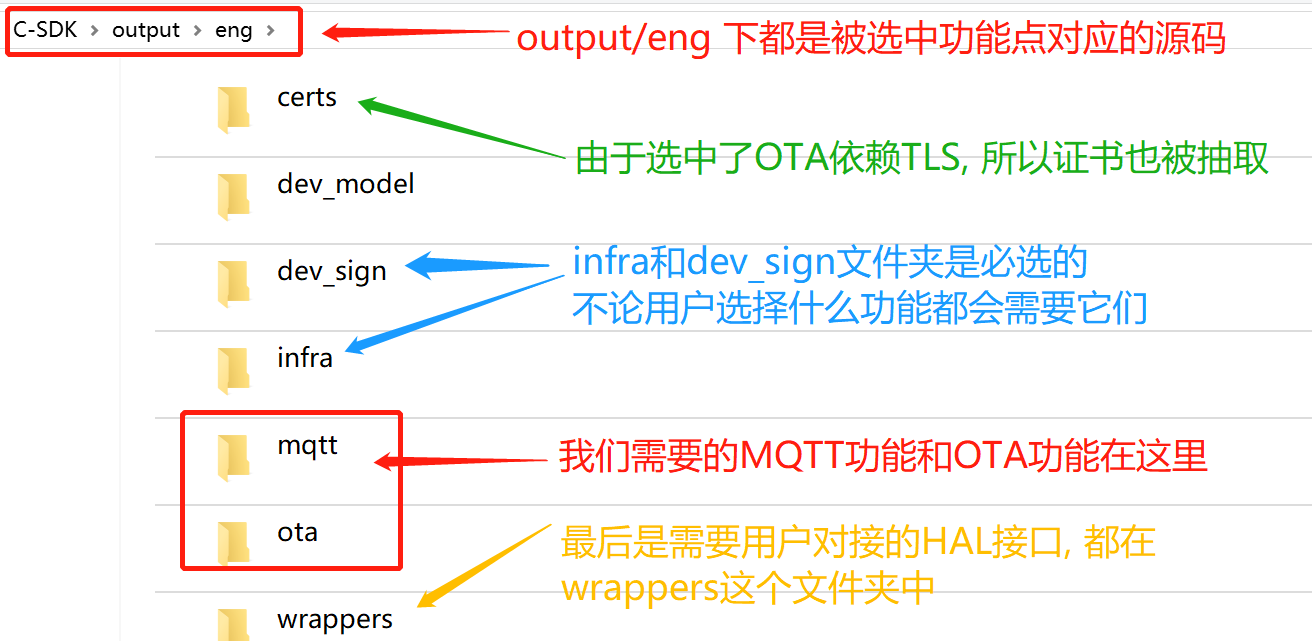 C-SDK > output > eng >
output/eng 下都是被选中功能点对应的源码
certs
由于选中了OTA依赖TLS, 所以证书也被抽取
dev_model
dev_sign
infra和dev_sign文件夹是必选的
不论用户选择什么功能都会需要它们
infra
mqtt
我们需要的MQTT功能和OTA功能在这里
ota
最后是需要用户对接的HAL接口, 都在
wrappers这个文件夹中
wrappers